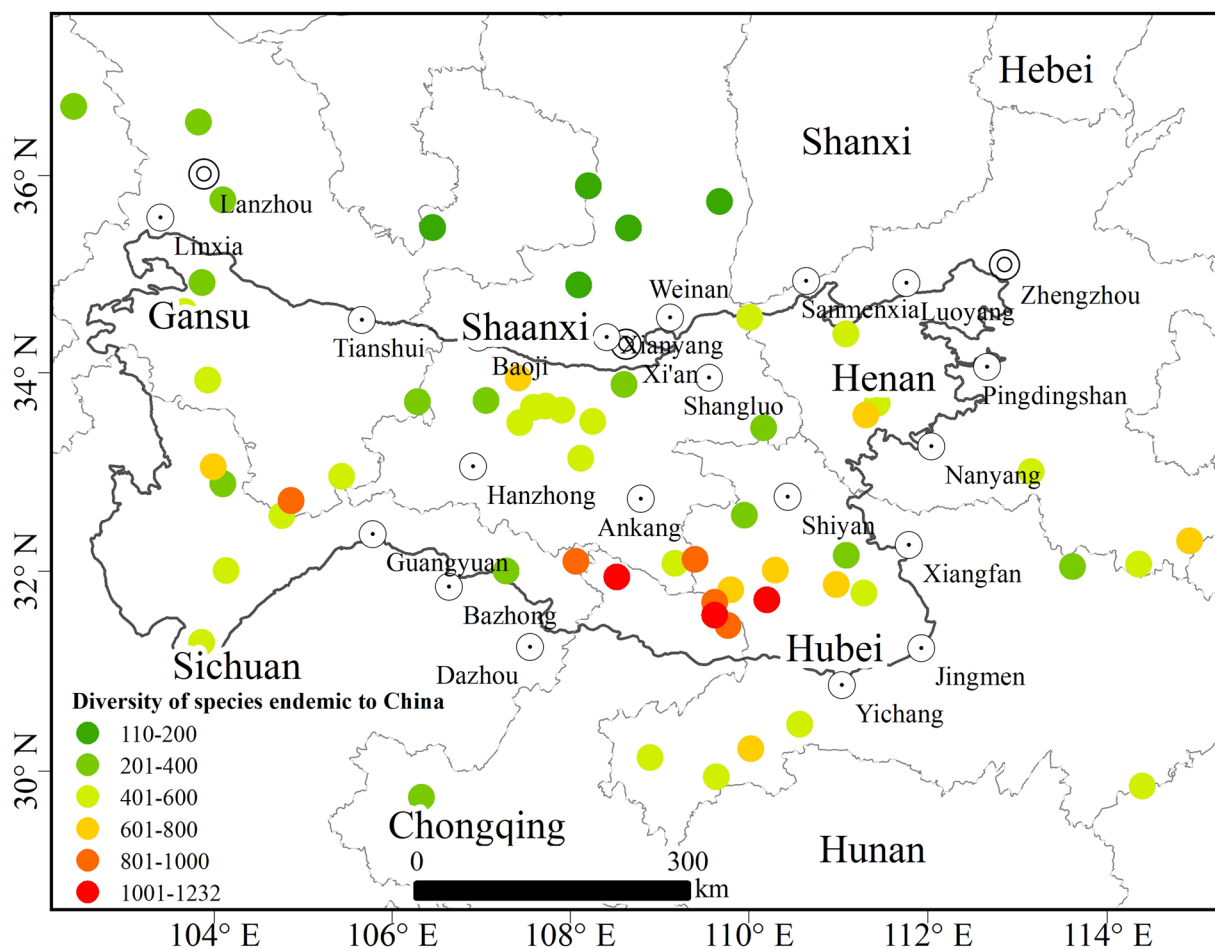 Hebei
Shanxi
36° N
Lanzhou
Linxia
Gansu
Tianshui
Shaanxi
Weinan
Sanmenxia
Luoyang
Zhengzhou
Xianyang
Baoji
Xi'an
34° N
Shangluo
Henan
Pingdingshan
Nanyang
Hanzhong
Ankang
Shiyan
32° N
Guangyuan
Xiangfan
Bazhong
Dazhou
Hubei
Jingmen
Sichuan
Yichang
Diversity of species endemic to China
110-200
201-400
401-600
601-800
801-1000
1001-1232
30° N
Chongqing
Hunan
0 300
km
104° E 106° E 108° E 110° E 112° E 114° E